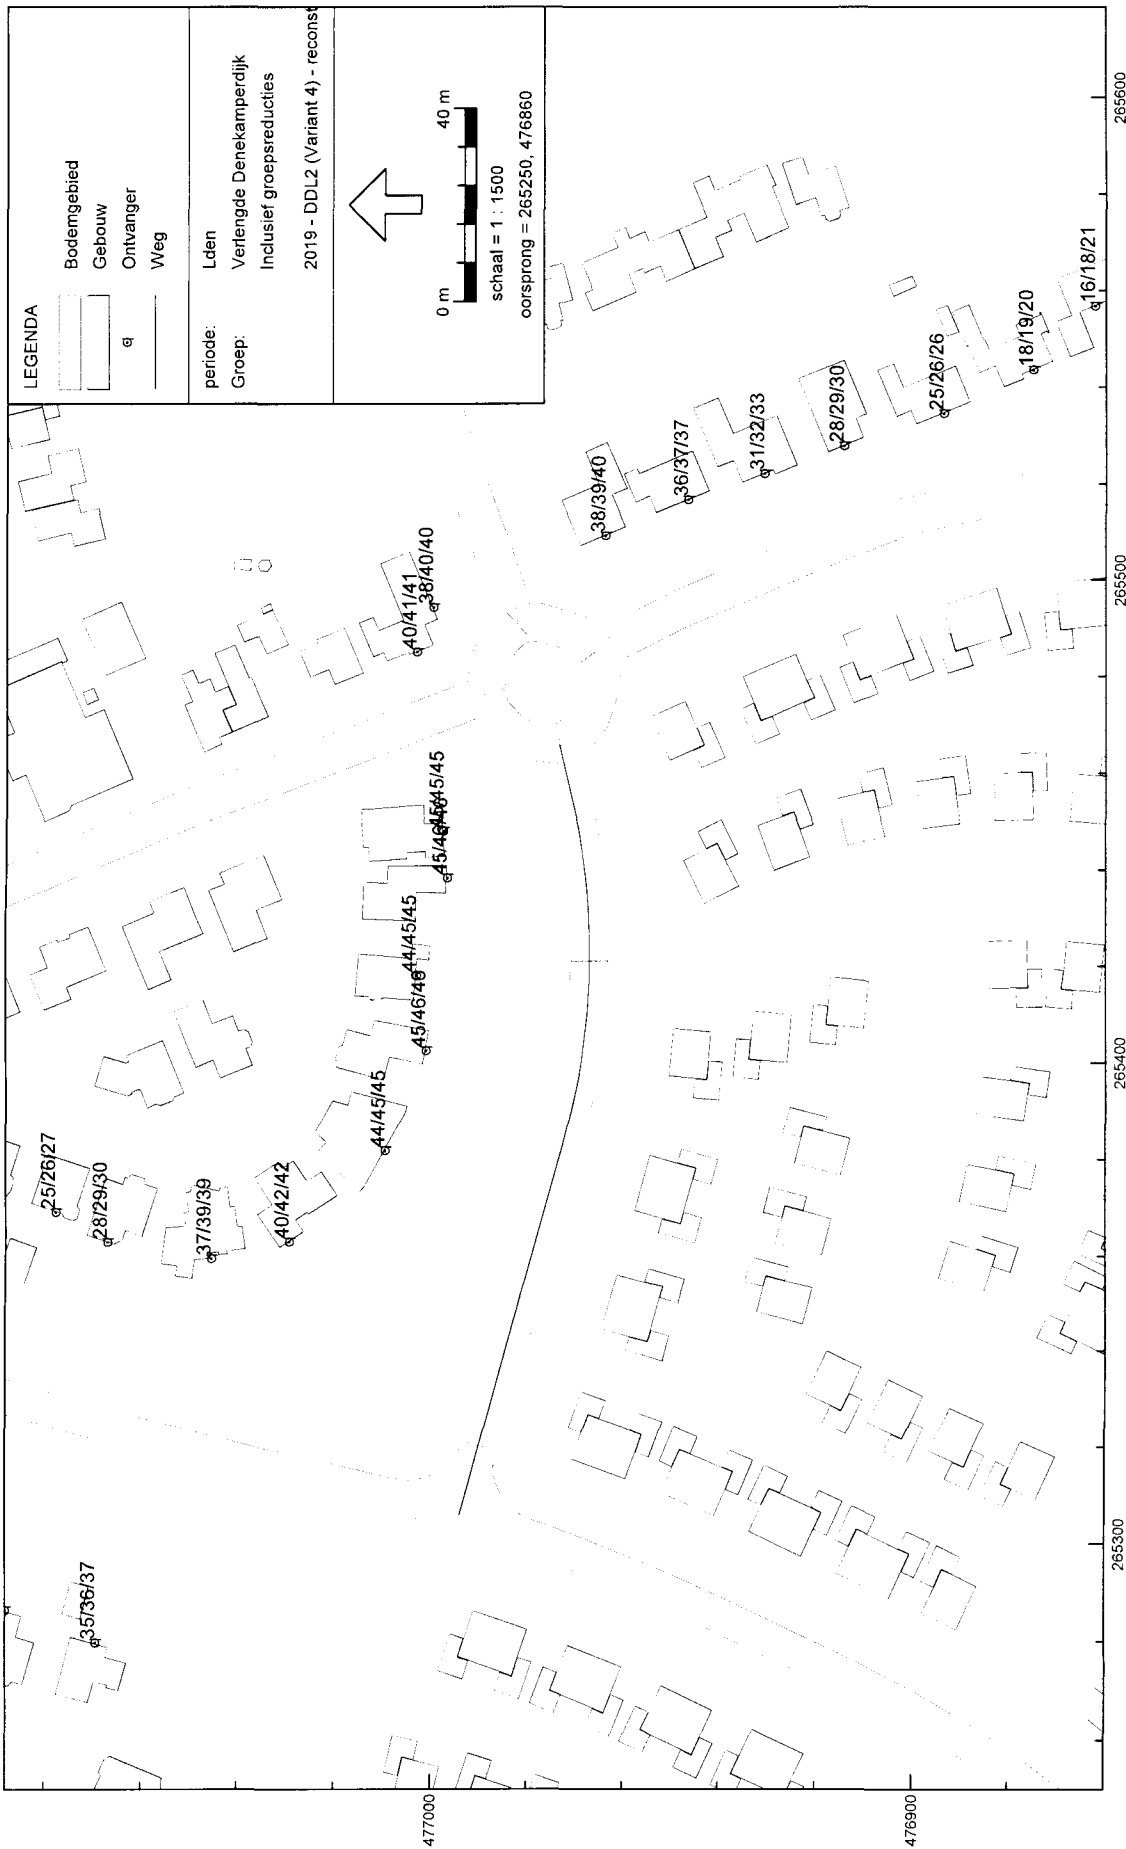 LEGENDA
Bodemgebied
Gebouw
Ontvanger
Weg
periode: Lden
Groep: Verlengde Denekamperdijk
Inclusief groepsreducties
2019 - DDL2 (Variant 4) - reconst
0 m 40 m
schaal = 1 : 1500
oorsprong = 265250, 476860
35/36/37
25/26/27
28/29/30
37/39/39
40/42/42
44/45/45
45/46/46
44/45/45
45/46/46
45/45/45
40/41/41
38/40/40
38/39/40
36/37/37
31/32/33
28/29/30
25/26/26
18/19/20
16/18/21
477000
476900
265300
265400
265500
265600